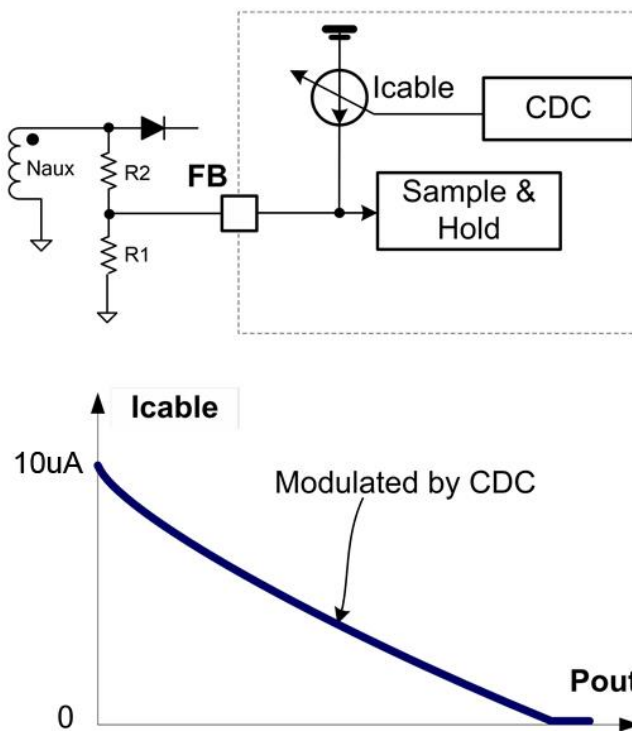 Icable
CDC
Naux
R2
FB
Sample &
Hold
R1
Icable
10uA
Modulated by CDC
Pout
0